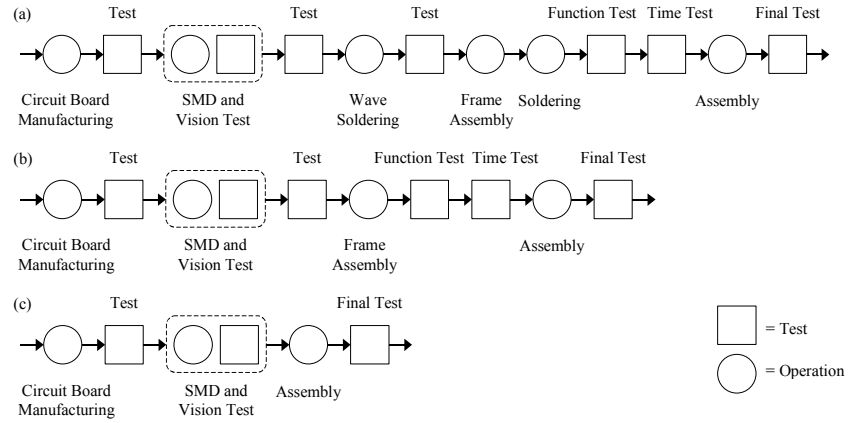 (a)
Test
Test
Test
Function Test
Time Test
Final Test
Circuit Board
Manufacturing
SMD and
Vision Test
Wave
Soldering
Frame
Assembly
Soldering
Assembly
(b)
Test
Test
Function Test
Time Test
Final Test
Circuit Board
Manufacturing
SMD and
Vision Test
Frame
Assembly
Assembly
(c)
Test
Final Test
Circuit Board
Manufacturing
SMD and
Vision Test
Assembly
= Test
= Operation